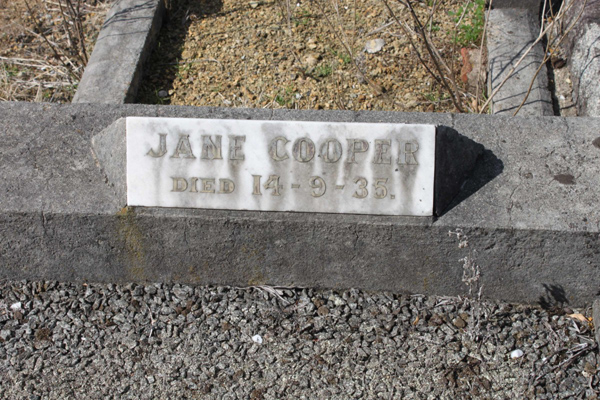 JANE COOPER
DIED 14-9-35.